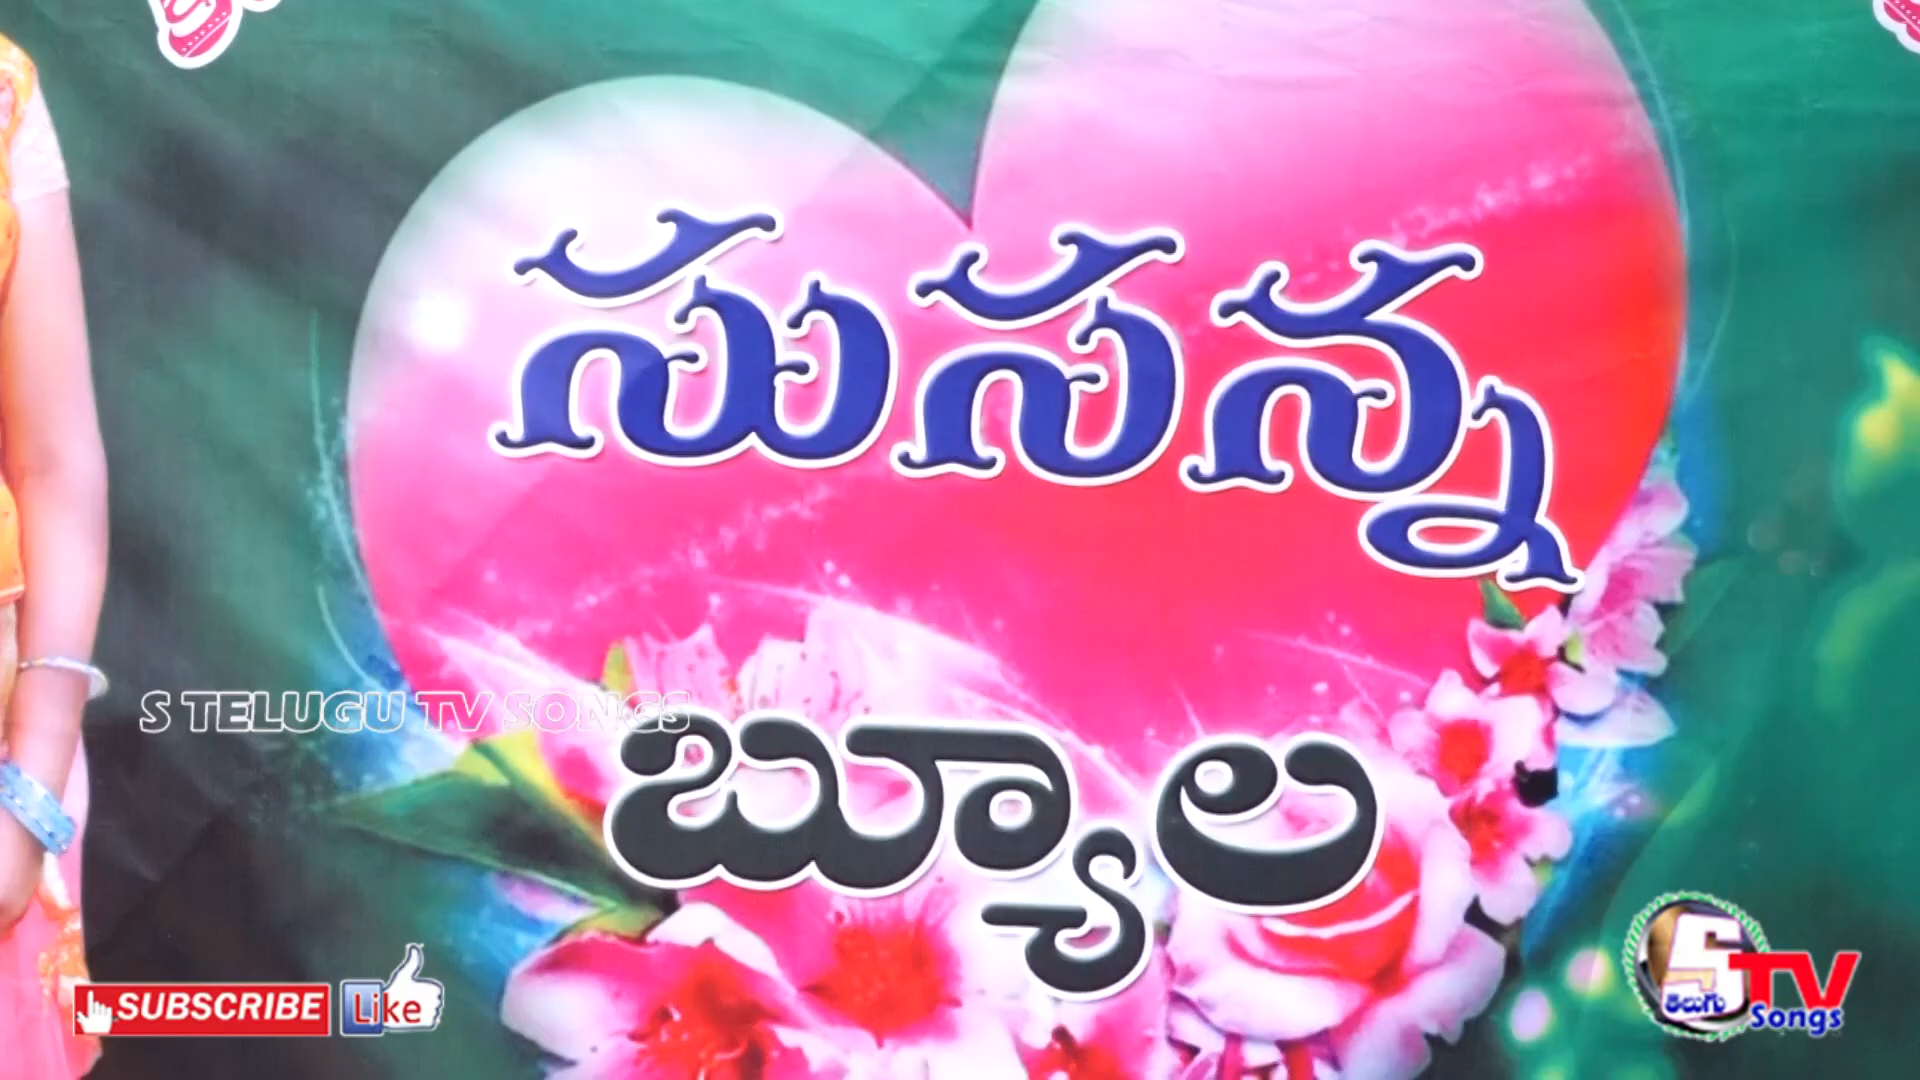 సుసన్న
S TELUGU TV SONGS
బ్యూల
SUBSCRIBE
Like
S TV
తెలుగు
Songs